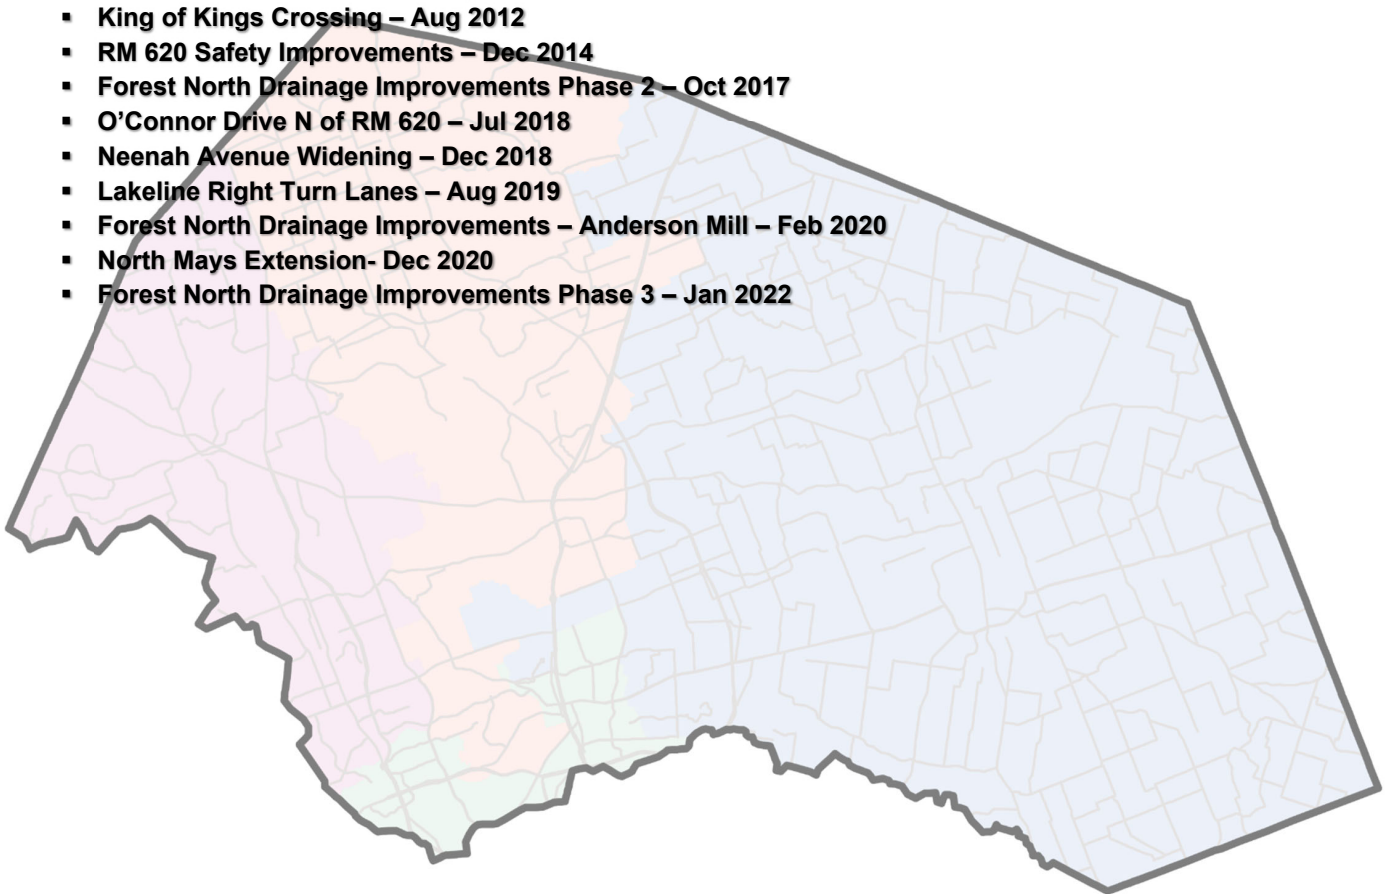 ▪ King of Kings Crossing – Aug 2012
▪ RM 620 Safety Improvements – Dec 2014
▪ Forest North Drainage Improvements Phase 2 – Oct 2017
▪ O’Connor Drive N of RM 620 – Jul 2018
▪ Neenah Avenue Widening – Dec 2018
▪ Lakeline Right Turn Lanes – Aug 2019
▪ Forest North Drainage Improvements – Anderson Mill – Feb 2020
▪ North Mays Extension- Dec 2020
▪ Forest North Drainage Improvements Phase 3 – Jan 2022